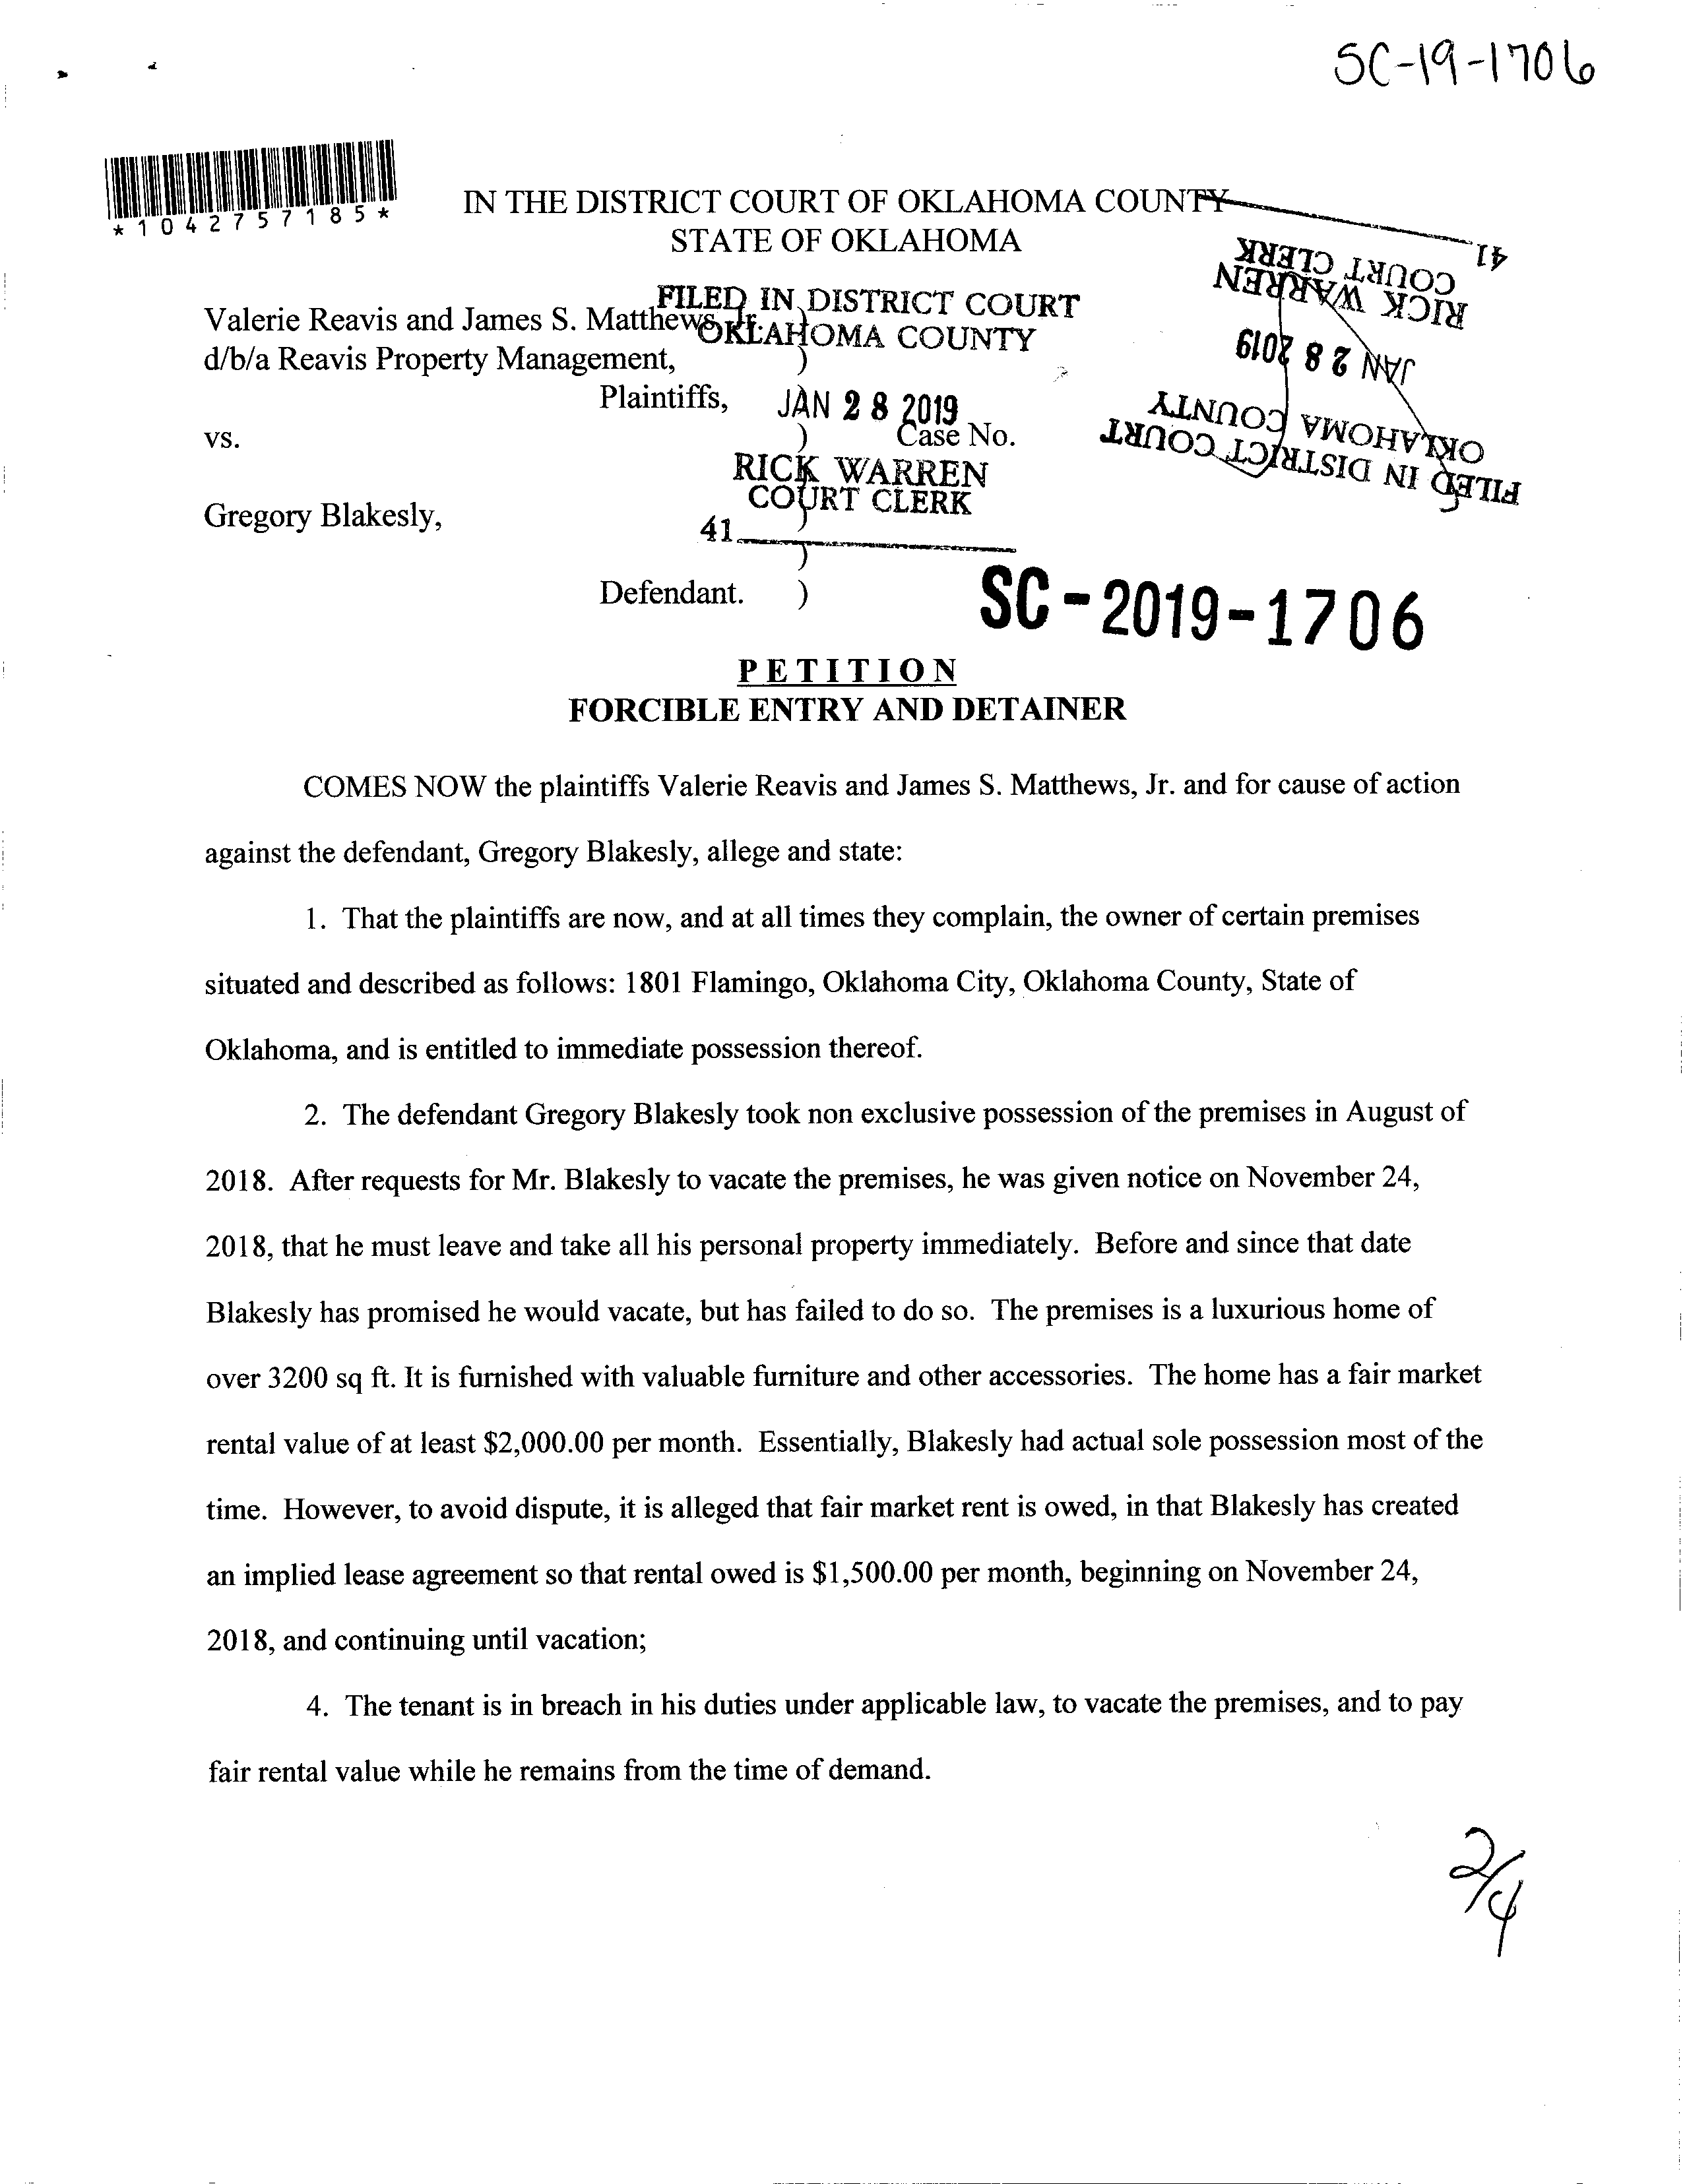 SC-19-1706
*1042757185*
IN THE DISTRICT COURT OF OKLAHOMA COUNTY
STATE OF OKLAHOMA
41
RICK WARREN
COURT CLERK
JAN 28 2019
FILED IN DISTRICT COURT
OKLAHOMA COUNTY
FILED IN DISTRICT COURT
OKLAHOMA COUNTY
Valerie Reavis and James S. Matthews, Jr. )
d/b/a Reavis Property Management, )
Plaintiffs, )
JAN 28 2019
vs. ) Case No.
RICK WARREN
COURT CLERK
Gregory Blakesly, )
41
)
Defendant. )
SC-2019-1706
PETITION
FORCIBLE ENTRY AND DETAINER
COMES NOW the plaintiffs Valerie Reavis and James S. Matthews, Jr. and for cause of action
against the defendant, Gregory Blakesly, allege and state:
1. That the plaintiffs are now, and at all times they complain, the owner of certain premises
situated and described as follows: 1801 Flamingo, Oklahoma City, Oklahoma County, State of
Oklahoma, and is entitled to immediate possession thereof.
2. The defendant Gregory Blakesly took non exclusive possession of the premises in August of
2018. After requests for Mr. Blakesly to vacate the premises, he was given notice on November 24,
2018, that he must leave and take all his personal property immediately. Before and since that date
Blakesly has promised he would vacate, but has failed to do so. The premises is a luxurious home of
over 3200 sq ft. It is furnished with valuable furniture and other accessories. The home has a fair market
rental value of at least $2,000.00 per month. Essentially, Blakesly had actual sole possession most of the
time. However, to avoid dispute, it is alleged that fair market rent is owed, in that Blakesly has created
an implied lease agreement so that rental owed is $1,500.00 per month, beginning on November 24,
2018, and continuing until vacation;
4. The tenant is in breach in his duties under applicable law, to vacate the premises, and to pay
fair rental value while he remains from the time of demand.
2/4